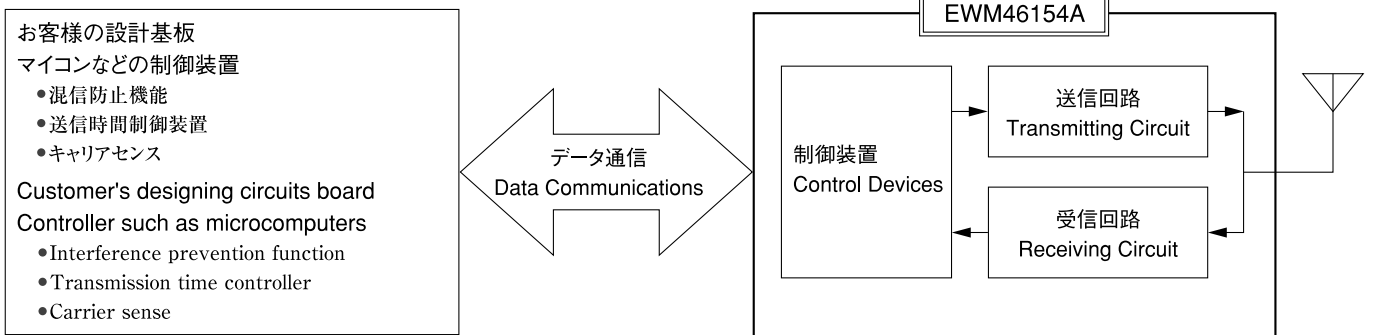 お客様の設計基板
マイコンなどの制御装置
●混信防止機能
●送信時間制御装置
●キャリアセンス
Customer's designing circuits board
Controller such as microcomputers
●Interference prevention function
●Transmission time controller
●Carrier sense
データ通信
Data Communications
EWM46154A
制御装置
Control Devices
送信回路
Transmitting Circuit
受信回路
Receiving Circuit